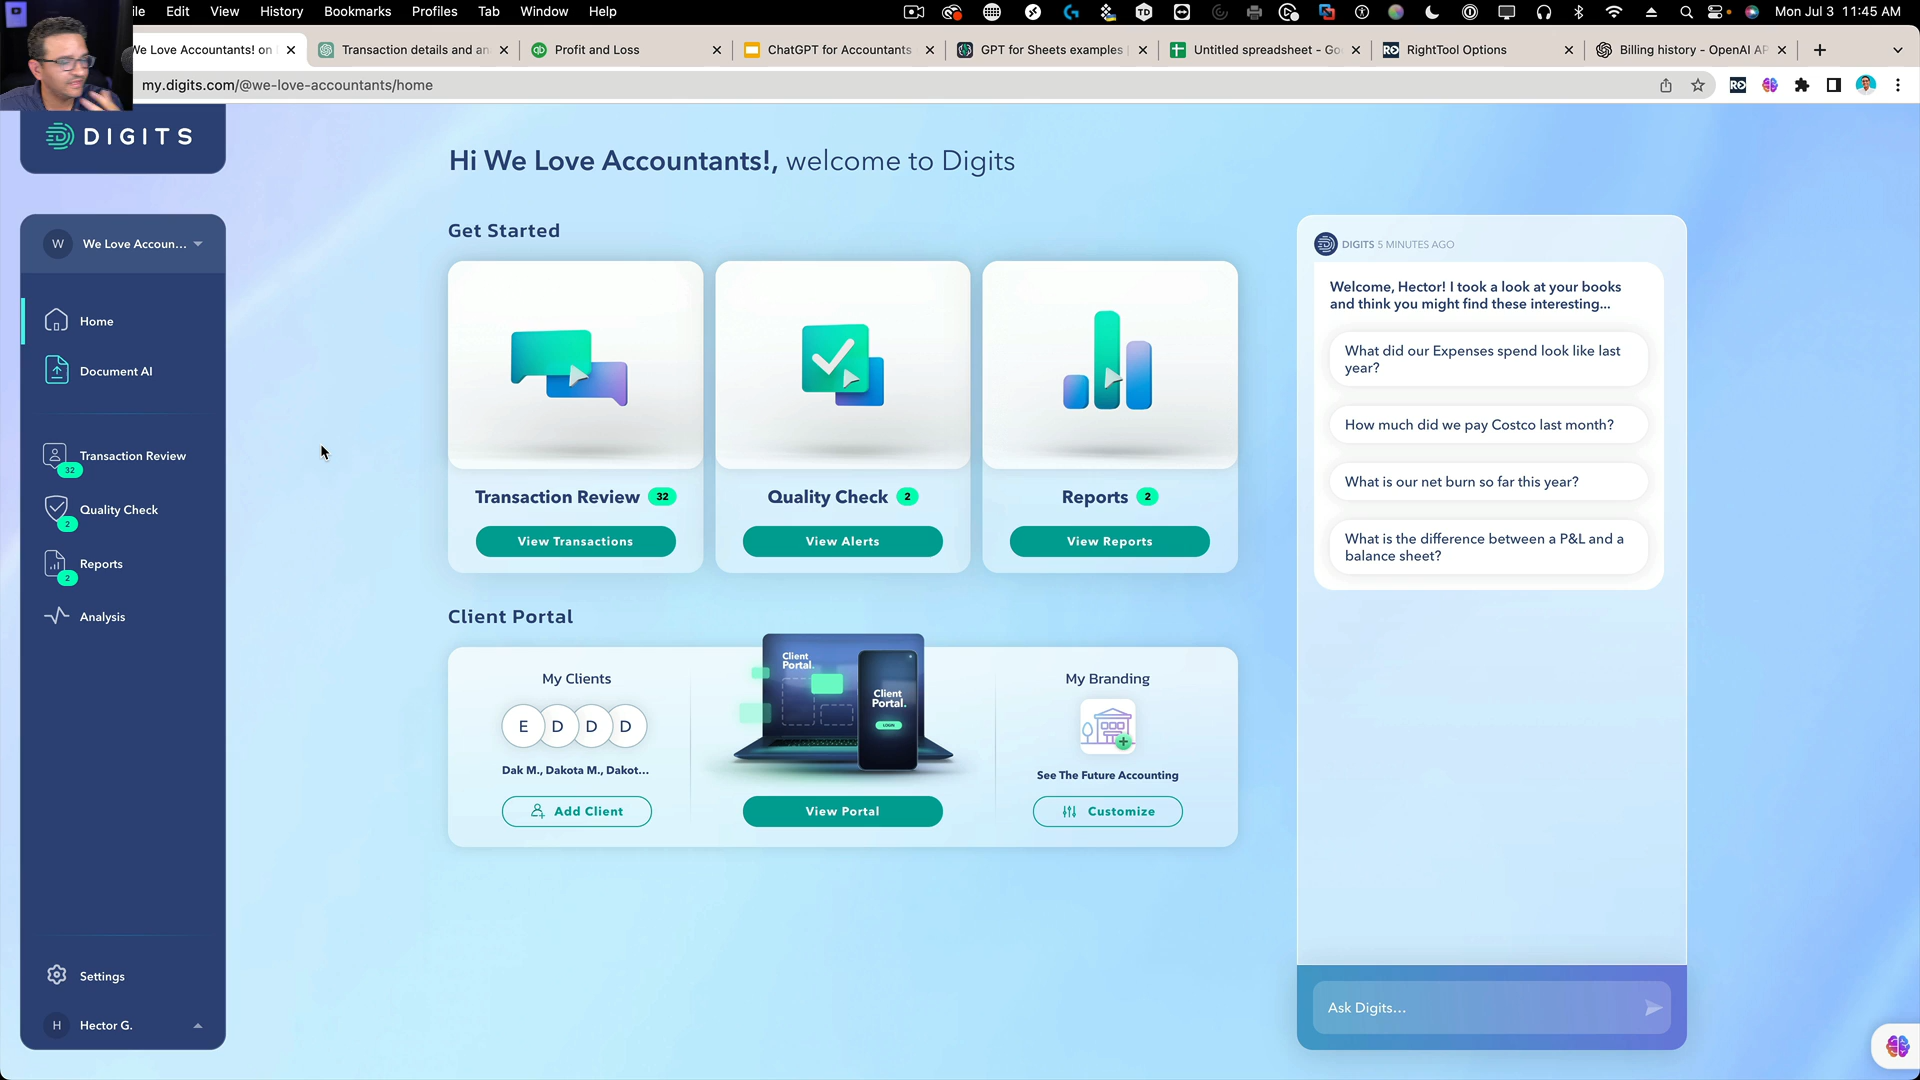 ile Edit View History Bookmarks Profiles Tab Window Help
TD
Mon Jul 3 11:45 AM
We Love Accountants! on
Transaction details and an
Profit and Loss
ChatGPT for Accountants
GPT for Sheets examples
Untitled spreadsheet - Go
RightTool Options
Billing history - OpenAI AP
my.digits.com/@we-love-accountants/home
DIGITS
W We Love Accoun...
Home
Document AI
Transaction Review
32
Quality Check
2
Reports
2
Analysis
Settings
H Hector G.
Hi We Love Accountants!, welcome to Digits
Get Started
Transaction Review 32
View Transactions
Quality Check 2
View Alerts
Reports 2
View Reports
Client Portal
My Clients
E D D D
Dak M., Dakota M., Dakot...
Add Client
Client
Portal.
Client
Portal.
LOGIN
View Portal
My Branding
See The Future Accounting
Customize
DIGITS 5 MINUTES AGO
Welcome, Hector! I took a look at your books
and think you might find these interesting...
What did our Expenses spend look like last
year?
How much did we pay Costco last month?
What is our net burn so far this year?
What is the difference between a P&L and a
balance sheet?
Ask Digits...